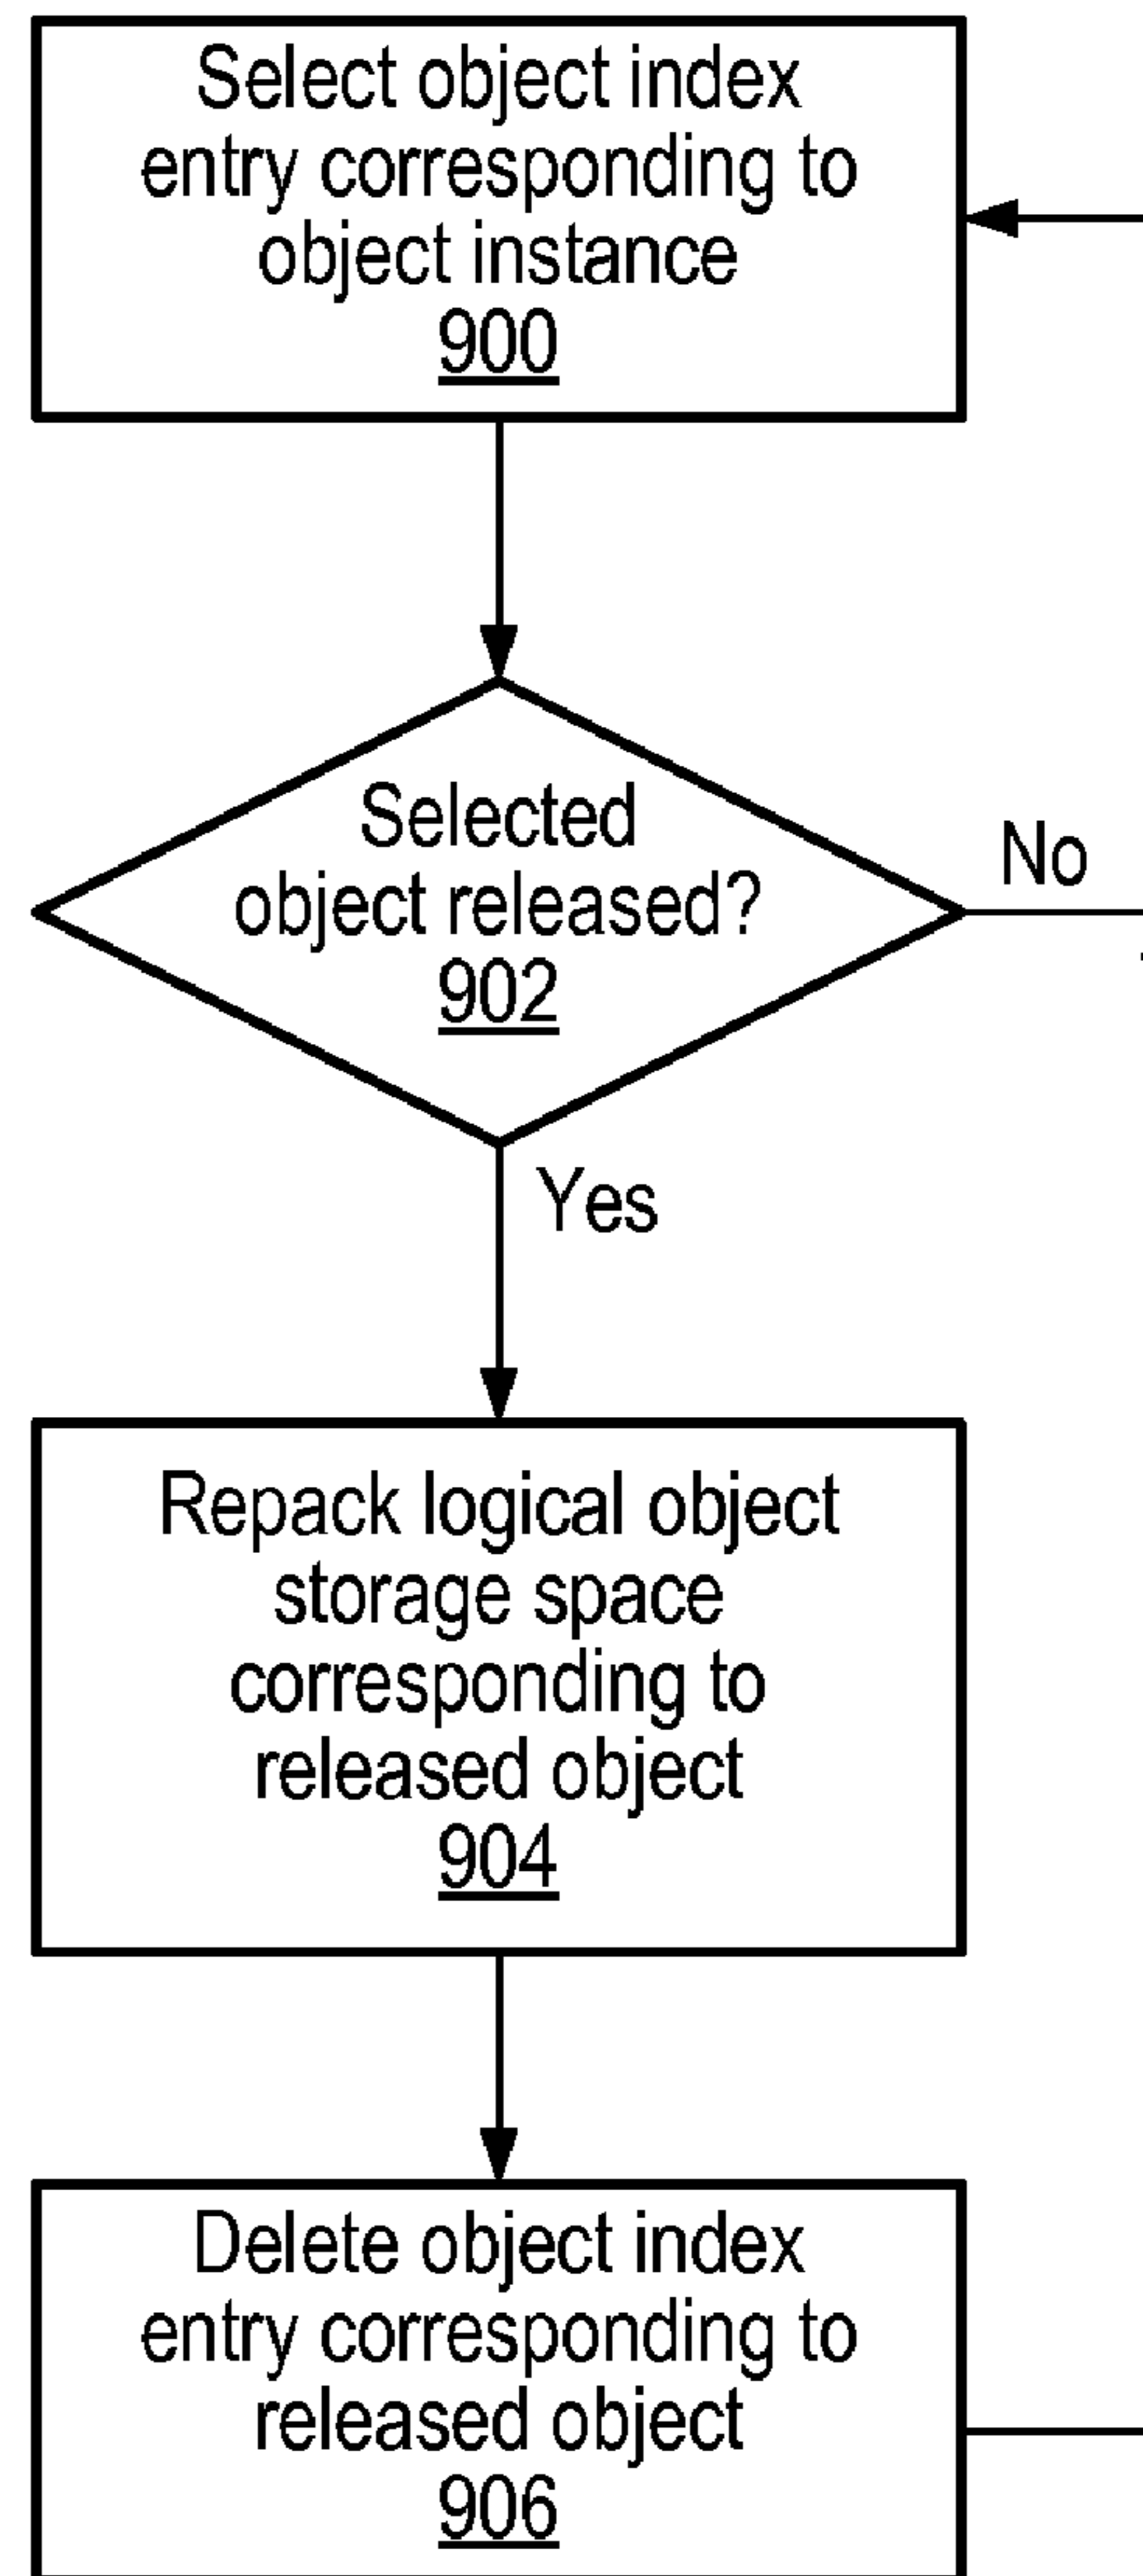 Select object index
entry corresponding to
object instance
900
Selected
object released?
902
No
Yes
Repack logical object
storage space
corresponding to
released object
904
Delete object index
entry corresponding to
released object
906